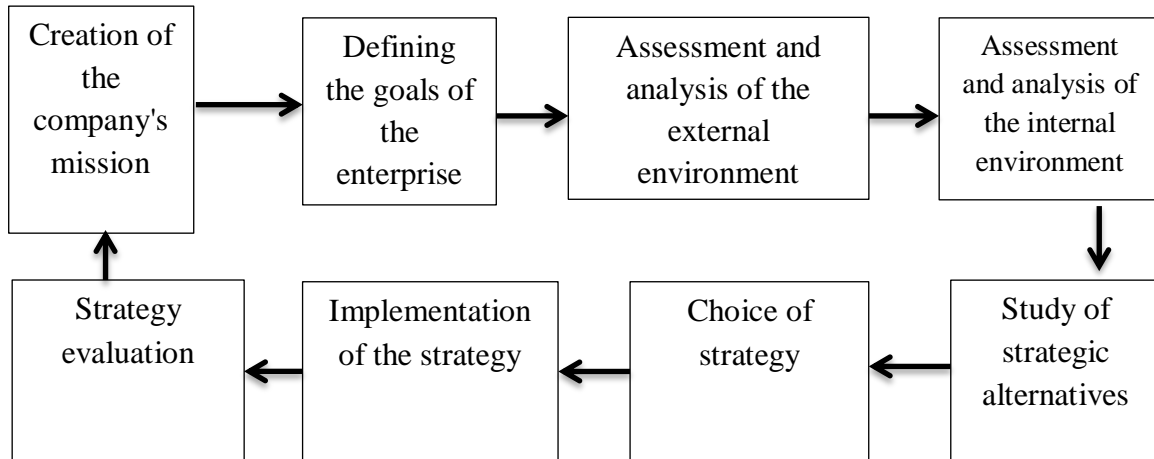 Creation of
the
company's
mission
Defining
the goals of
the
enterprise
Assessment and
analysis of the
external
environment
Assessment
and analysis of
the internal
environment
Study of
strategic
alternatives
Choice of
strategy
Implementation
of the strategy
Strategy
evaluation